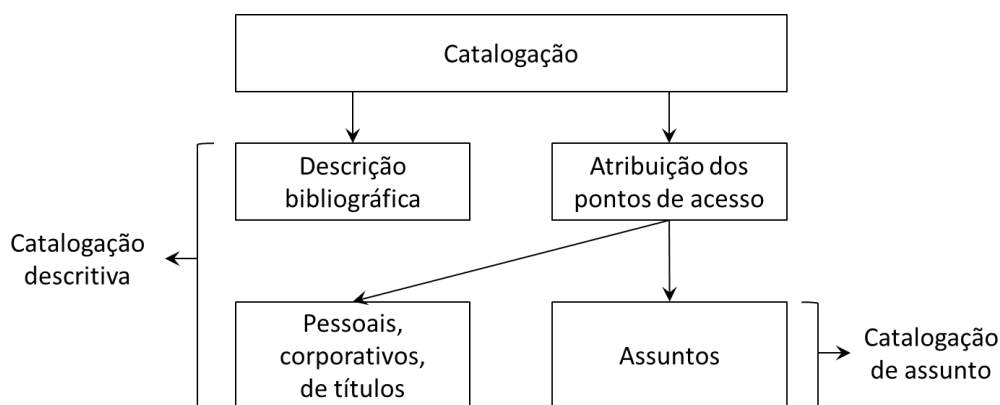 Catalogação
Descrição
bibliográfica
Atribuição dos
pontos de acesso
Catalogação
descritiva
Pessoais,
corporativos,
de títulos
Assuntos
Catalogação
de assunto